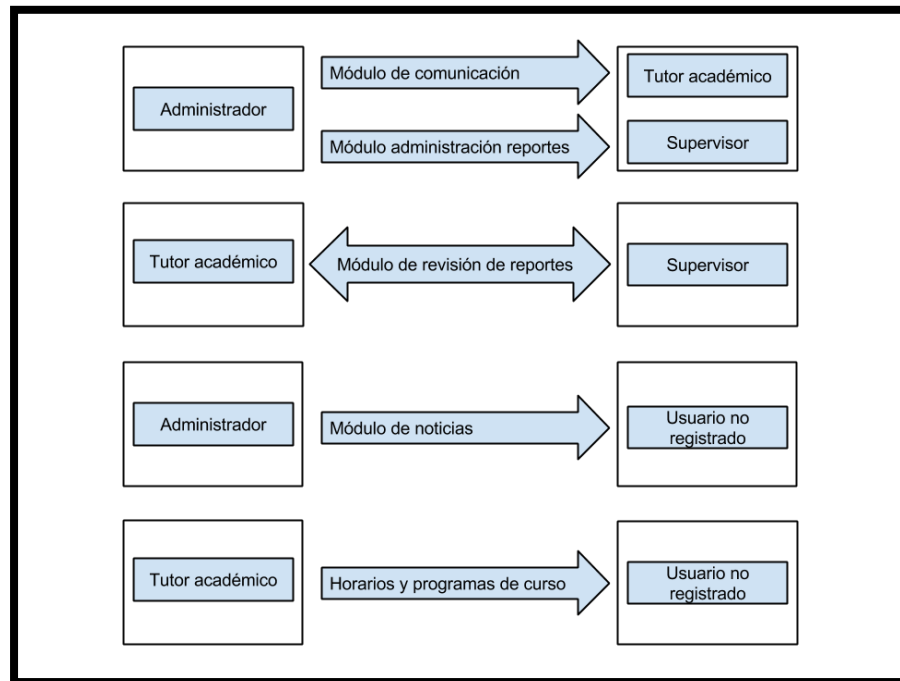 Módulo de comunicación
Tutor académico
Administrador
Módulo administración reportes
Supervisor
Tutor académico
Módulo de revisión de reportes
Supervisor
Administrador
Módulo de noticias
Usuario no
registrado
Tutor académico
Horarios y programas de curso
Usuario no
registrado